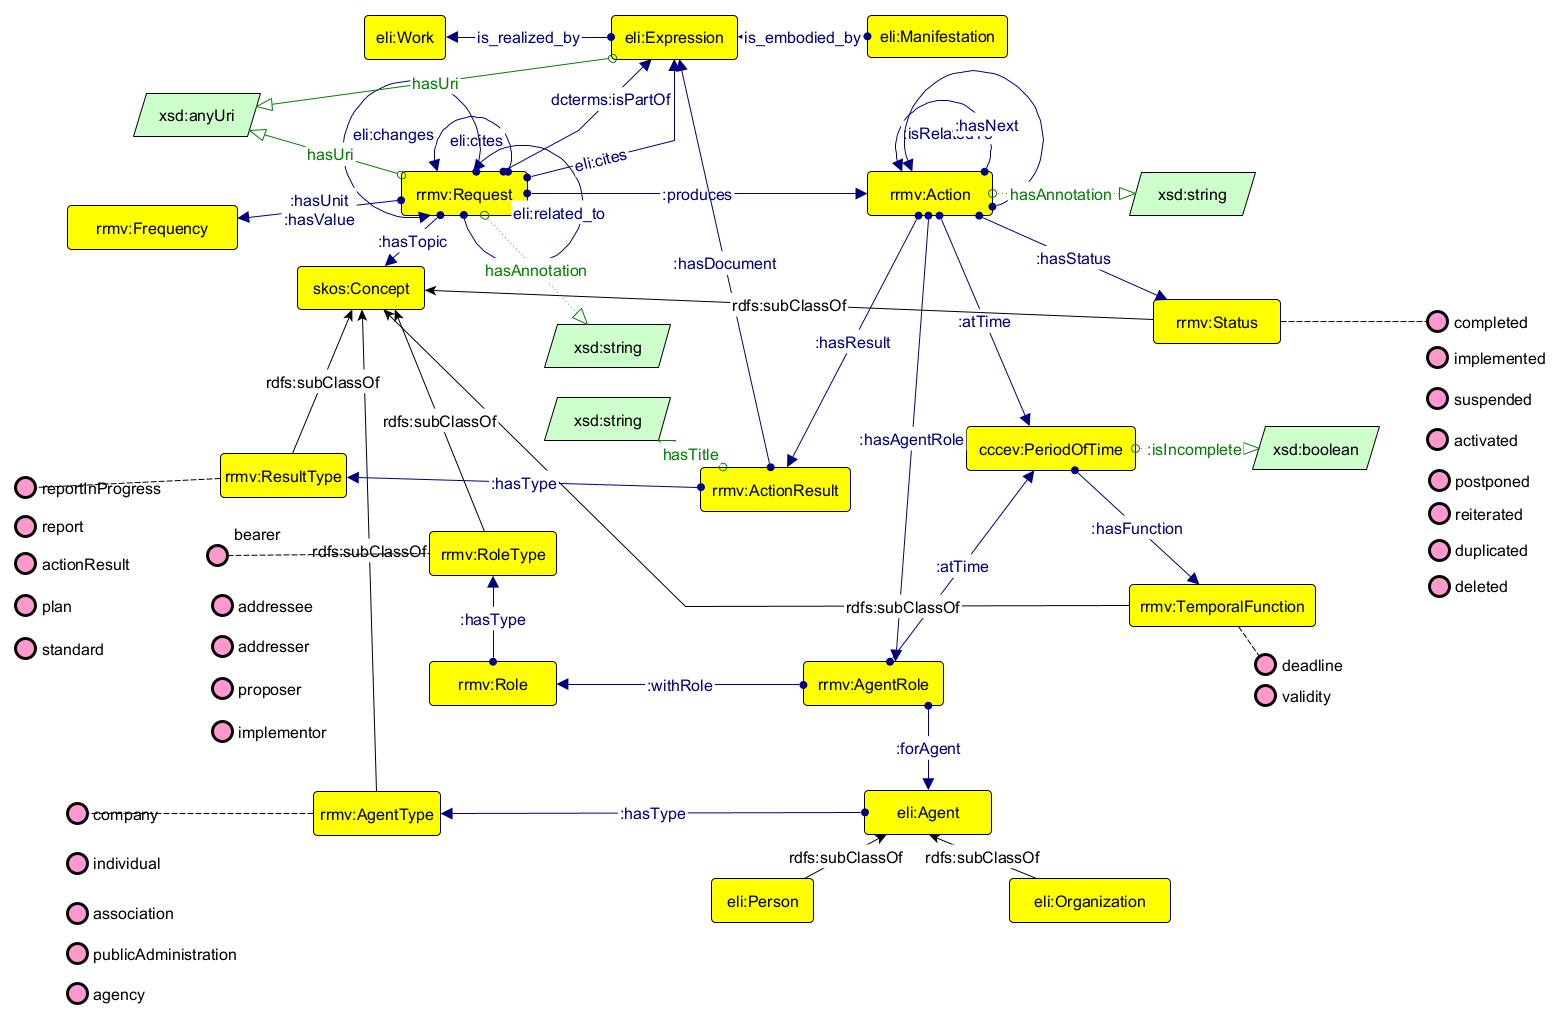 eli:Work
is_realized_by
eli:Expression
is_embodied_by
eli:Manifestation
hasUri
xsd:anyUri
dcterms:isPartOf
eli:changes
eli:cites
:hasNext
:isRelatedTo
hasUri
eli:cites
rrmv:Request
:produces
rrmv:Action
hasAnnotation
xsd:string
:hasUnit
:hasValue
rrmv:Frequency
eli:related_to
:hasTopic
:hasDocument
:hasStatus
hasAnnotation
skos:Concept
rdfs:subClassOf
:atTime
rrmv:Status
completed
:hasResult
xsd:string
implemented
rdfs:subClassOf
suspended
xsd:string
rdfs:subClassOf
:hasAgentRole
activated
hasTitle
cccev:PeriodOfTime
:isIncomplete
xsd:boolean
rrmv:ResultType
:hasType
rrmv:ActionResult
postponed
reportInProgress
reiterated
report
bearer
:hasFunction
duplicated
rdfs:subClassOf
rrmv:RoleType
actionResult
:atTime
deleted
plan
addressee
rdfs:subClassOf
rrmv:TemporalFunction
:hasType
standard
addresser
deadline
proposer
rrmv:Role
:withRole
rrmv:AgentRole
validity
implementor
:forAgent
company
rrmv:AgentType
:hasType
eli:Agent
individual
rdfs:subClassOf
rdfs:subClassOf
eli:Person
eli:Organization
association
publicAdministration
agency